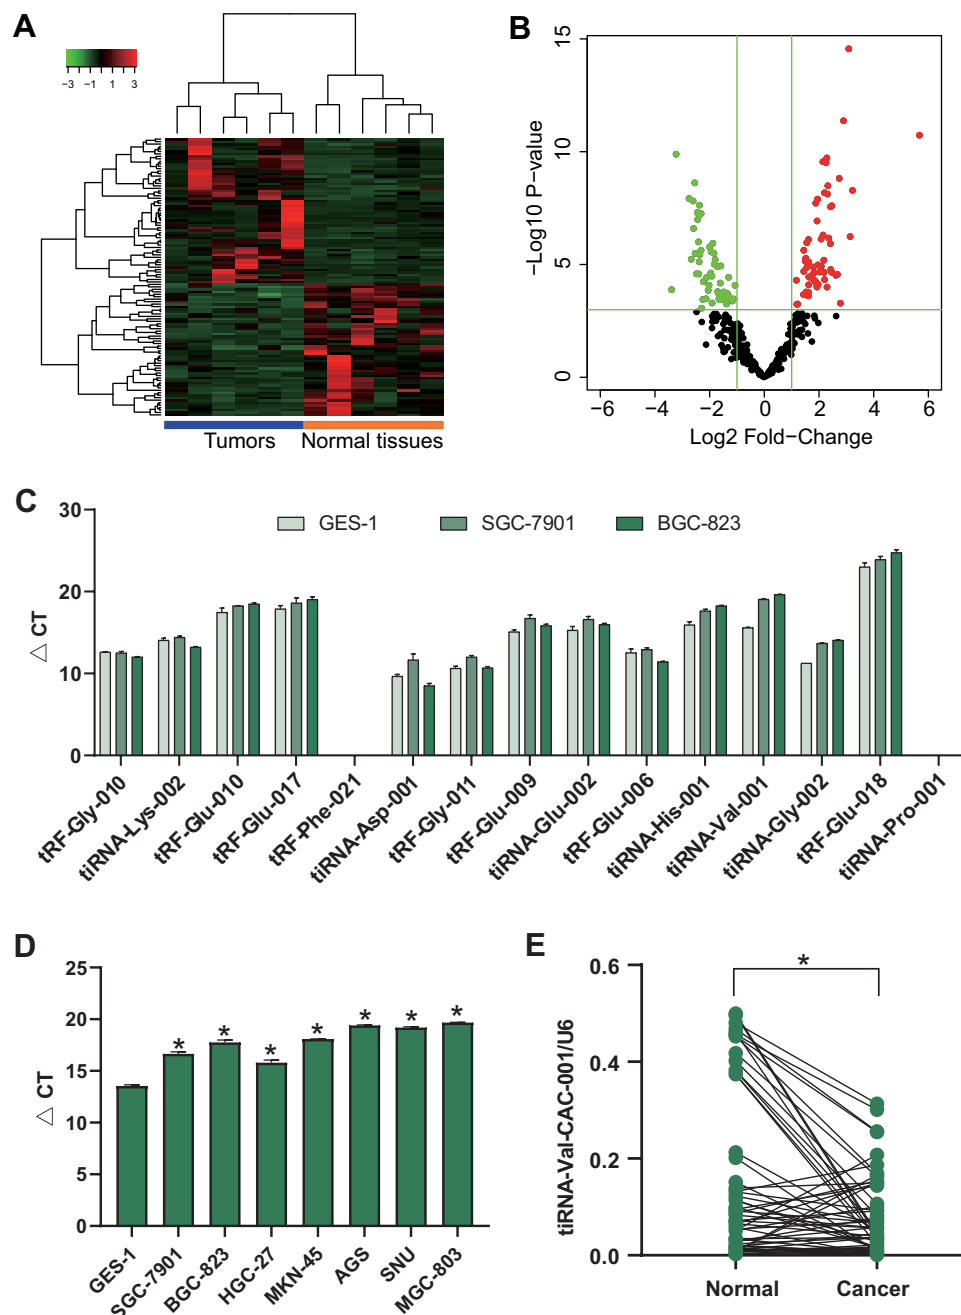 A
−3 −1 1 3
Tumors Normal tissues
B
−Log10 P−value
15
10
5
0
−6 −4 −2 0 2 4 6
Log2 Fold−Change
C
GES-1 SGC-7901 BGC-823
△ CT
30
20
10
0
tRF-Gly-010
tiRNA-Lys-002
tRF-Glu-010
tRF-Glu-017
tRF-Phe-021
tiRNA-Asp-001
tRF-Gly-011
tRF-Glu-009
tiRNA-Glu-002
tRF-Glu-006
tiRNA-His-001
tiRNA-Val-001
tiRNA-Gly-002
tRF-Glu-018
tiRNA-Pro-001
D
△ CT
25
20
15
10
5
0
* * * * * * *
GES-1
SGC-7901
BGC-823
HGC-27
MKN-45
AGS
SNU
MGC-803
E
tiRNA-Val-CAC-001/U6
0.6
0.4
0.2
0.0
*
Normal Cancer